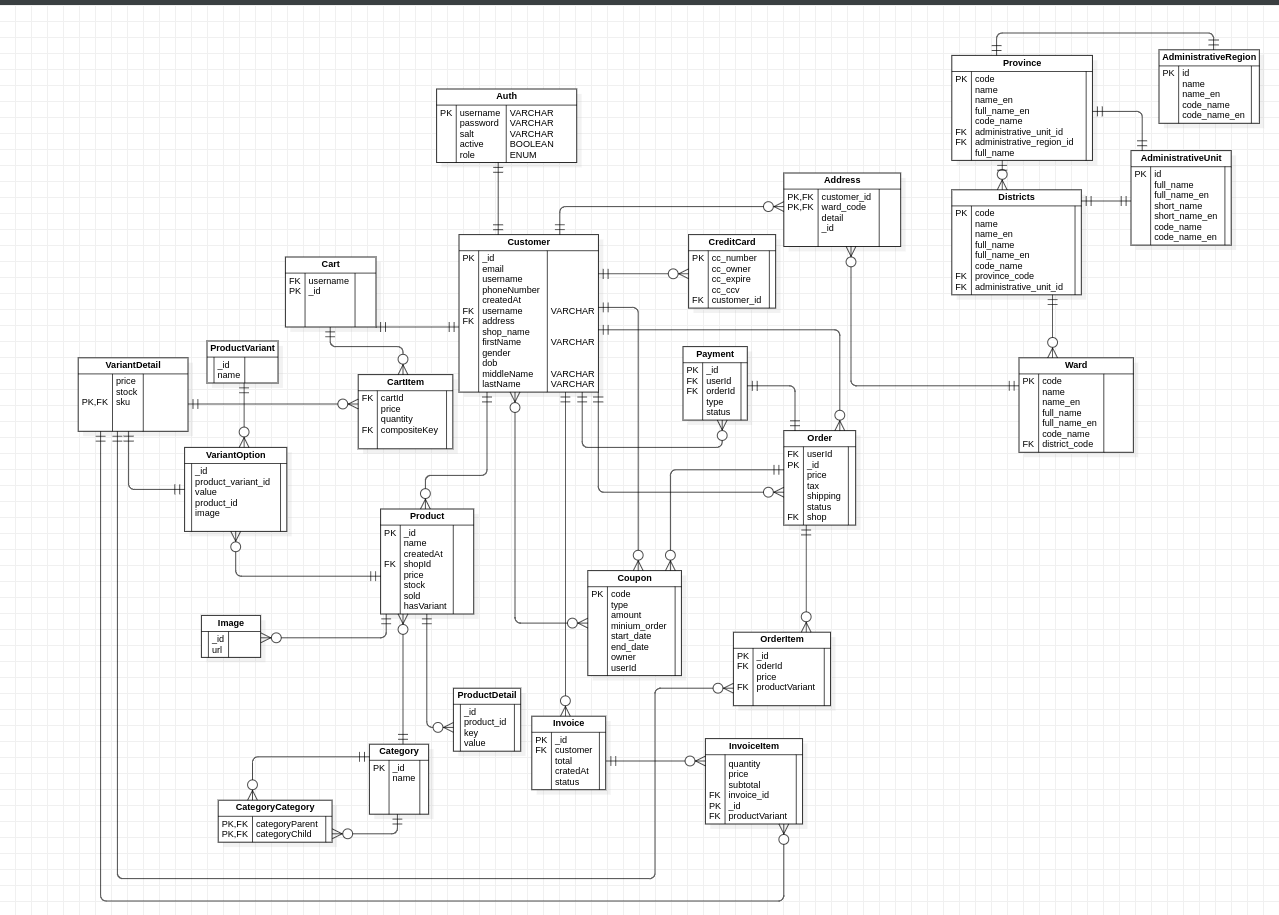 Province
PK code
name
name_en
full_name_en
code_name
FK administrative_unit_id
FK administrative_region_id
full_name
AdministrativeRegion
PK id
name
name_en
code_name
code_name_en
Auth
PK username VARCHAR
password VARCHAR
salt VARCHAR
active BOOLEAN
role ENUM
AdministrativeUnit
PK id
full_name
full_name_en
short_name
short_name_en
code_name
code_name_en
Address
PK,FK customer_id
PK,FK ward_code
detail
_id
Districts
PK code
name
name_en
full_name
full_name_en
code_name
FK province_code
FK administrative_unit_id
Customer
PK _id
email
username
phoneNumber
createdAt
FK username VARCHAR
FK address
shop_name
firstName VARCHAR
gender
dob
middleName VARCHAR
lastName VARCHAR
CreditCard
PK cc_number
cc_owner
cc_expire
cc_ccv
FK customer_id
Cart
FK username
PK _id
ProductVariant
_id
name
VariantDetail
price
stock
PK,FK sku
CartItem
FK cartId
price
quantity
FK compositeKey
Payment
PK _id
FK userId
FK orderId
type
status
Ward
PK code
name
name_en
full_name
full_name_en
code_name
FK district_code
VariantOption
_id
product_variant_id
value
product_id
image
Order
FK userId
PK _id
price
tax
shipping
status
FK shop
Product
PK _id
name
createdAt
FK shopId
price
stock
sold
hasVariant
Coupon
PK code
type
amount
minium_order
start_date
end_date
owner
userId
Image
_id
url
OrderItem
PK _id
FK oderId
price
FK productVariant
ProductDetail
_id
product_id
key
value
Invoice
PK _id
FK customer
total
cratedAt
status
InvoiceItem
quantity
price
subtotal
FK invoice_id
PK _id
FK productVariant
Category
PK _id
name
CategoryCategory
PK,FK categoryParent
PK,FK categoryChild